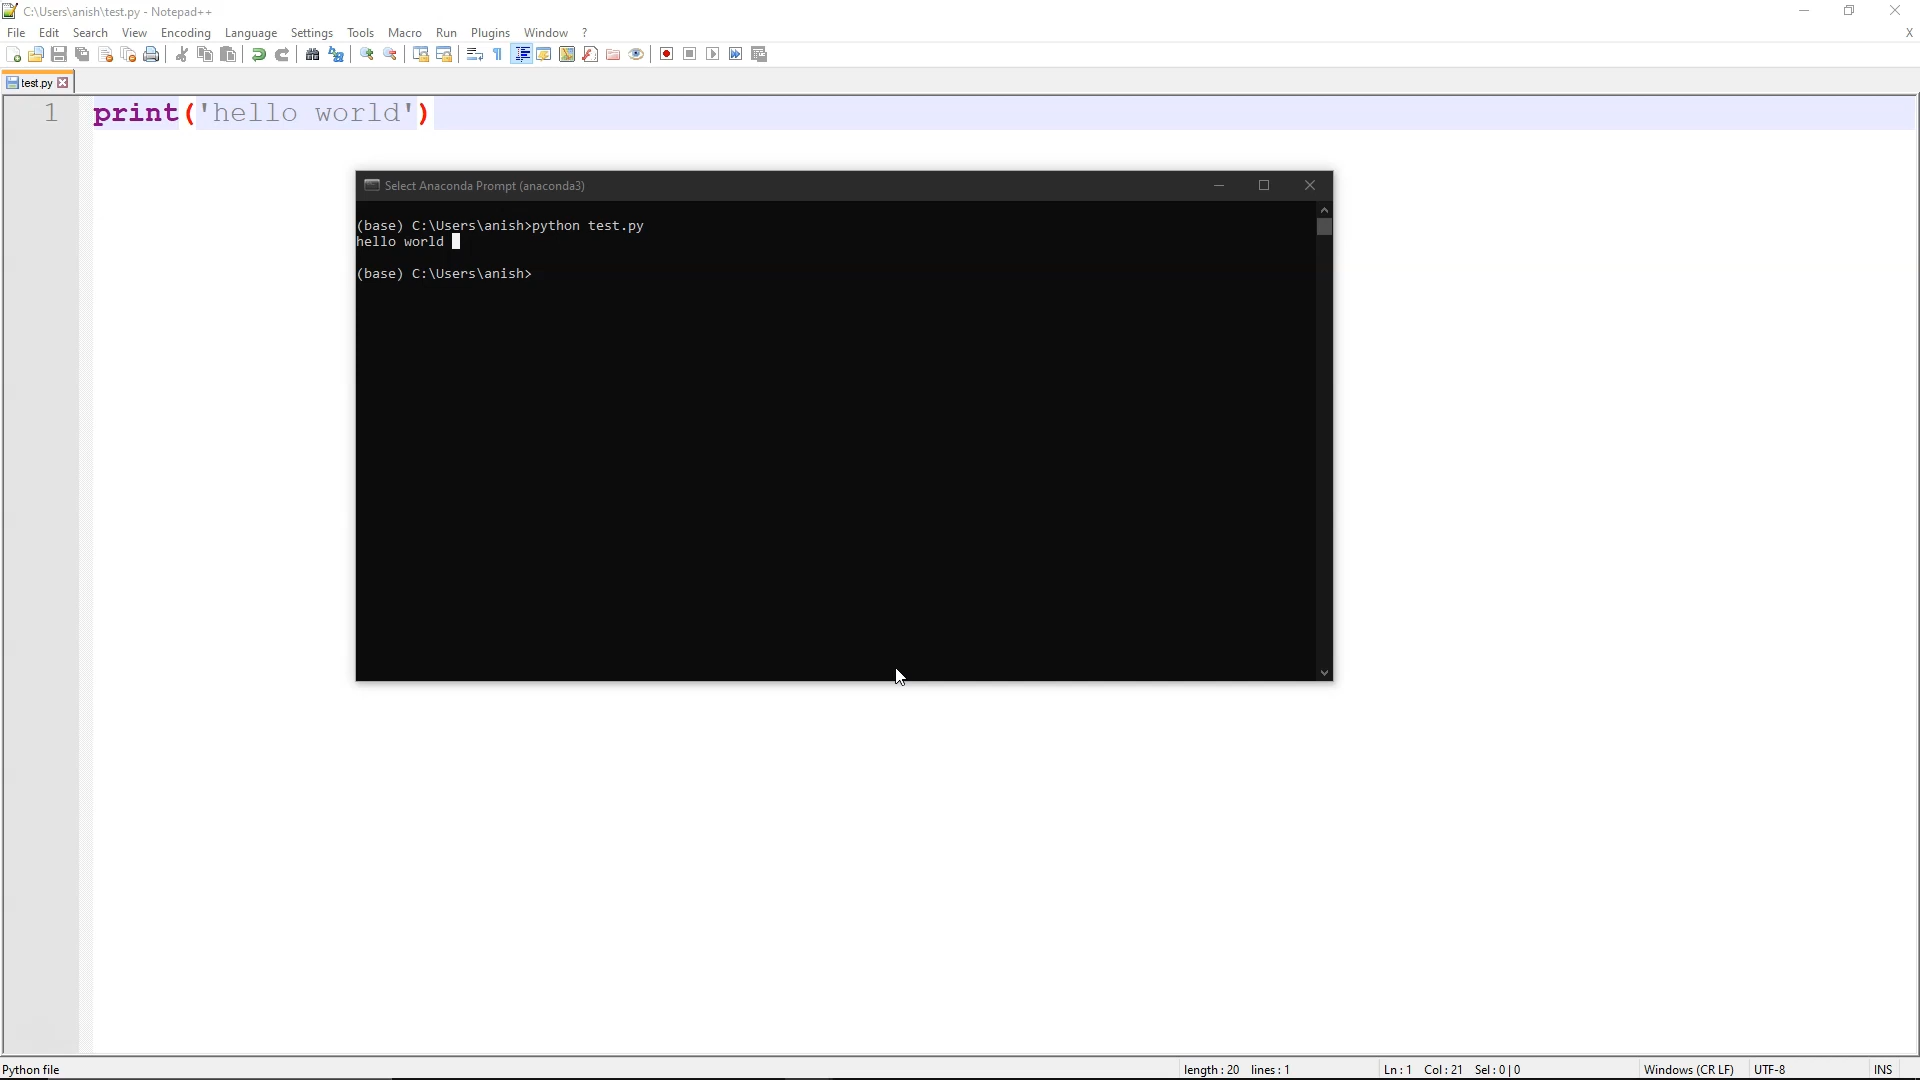 C:\Users\anish\test.py - Notepad++
File Edit Search View Encoding Language Settings Tools Macro Run Plugins Window ? X
test.py
1 print('hello world')
Select Anaconda Prompt (anaconda3)
(base) C:\Users\anish>python test.py
hello world
(base) C:\Users\anish>
Python file length : 20 lines : 1 Ln : 1 Col : 21 Sel : 0 | 0 Windows (CR LF) UTF-8 INS